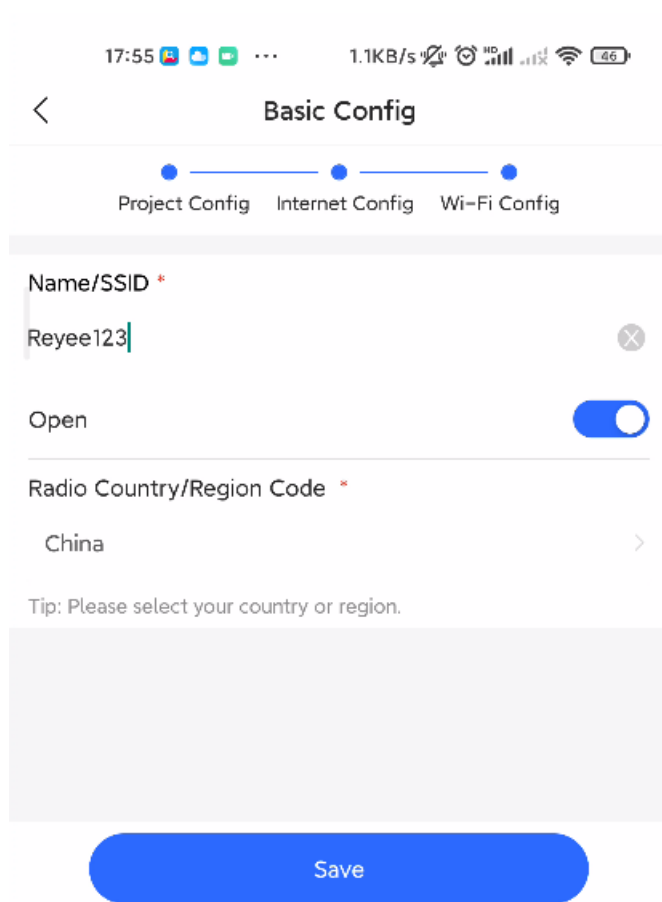 17:55 ... 1.1KB/s HD 46
Basic Config
Project Config Internet Config Wi-Fi Config
Name/SSID *
Reyee123
Open
Radio Country/Region Code *
China
Tip: Please select your country or region.
Save